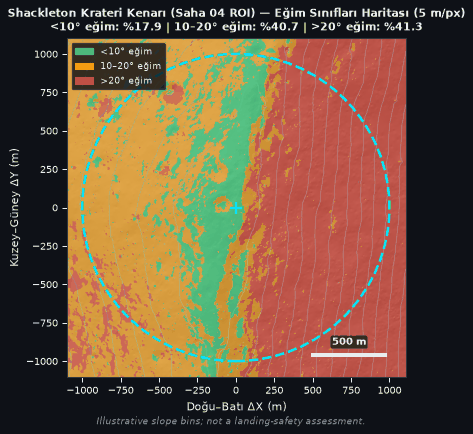 Shackleton Krateri Kenarı (Saha 04 ROI) — Eğim Sınıfları Haritası (5 m/px)
<10° eğim: %17.9 | 10–20° eğim: %40.7 | >20° eğim: %41.3
<10° eğim
10–20° eğim
>20° eğim
Kuzey–Güney ΔY (m)
1000
750
500
250
0
−250
−500
−750
−1000
500 m
−1000 −750 −500 −250 0 250 500 750 1000
Doğu–Batı ΔX (m)
Illustrative slope bins; not a landing-safety assessment.